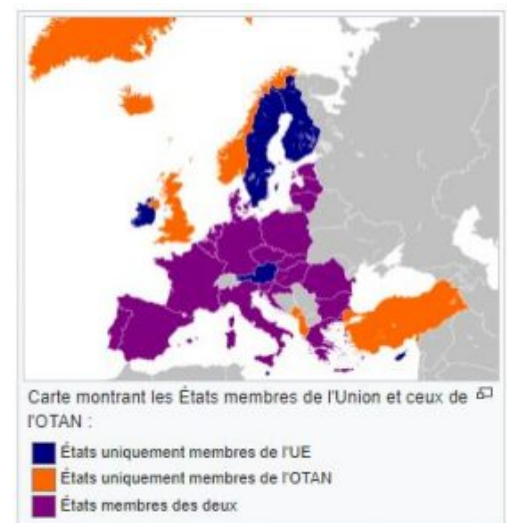 Carte montrant les États membres de l'Union et ceux de
l'OTAN :
États uniquement membres de l'UE
États uniquement membres de l'OTAN
États membres des deux